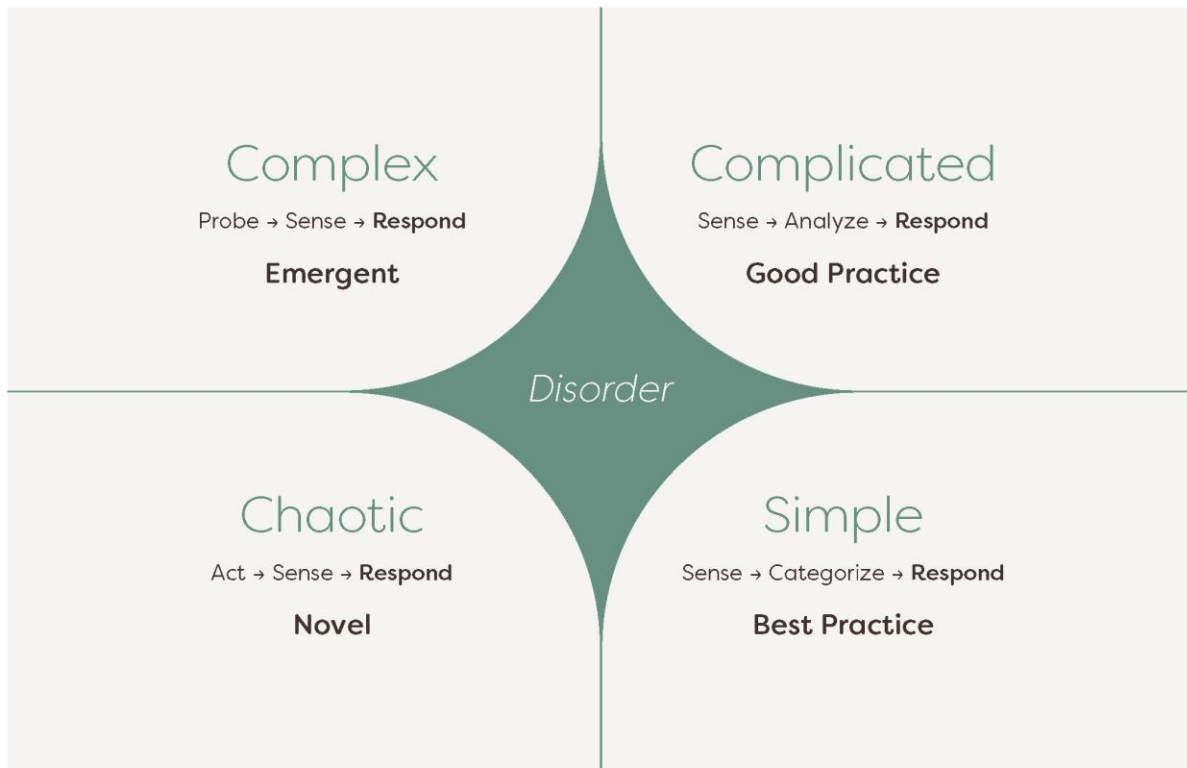 Complex
Probe → Sense → Respond
Emergent
Complicated
Sense → Analyze → Respond
Good Practice
Disorder
Chaotic
Act → Sense → Respond
Novel
Simple
Sense → Categorize → Respond
Best Practice